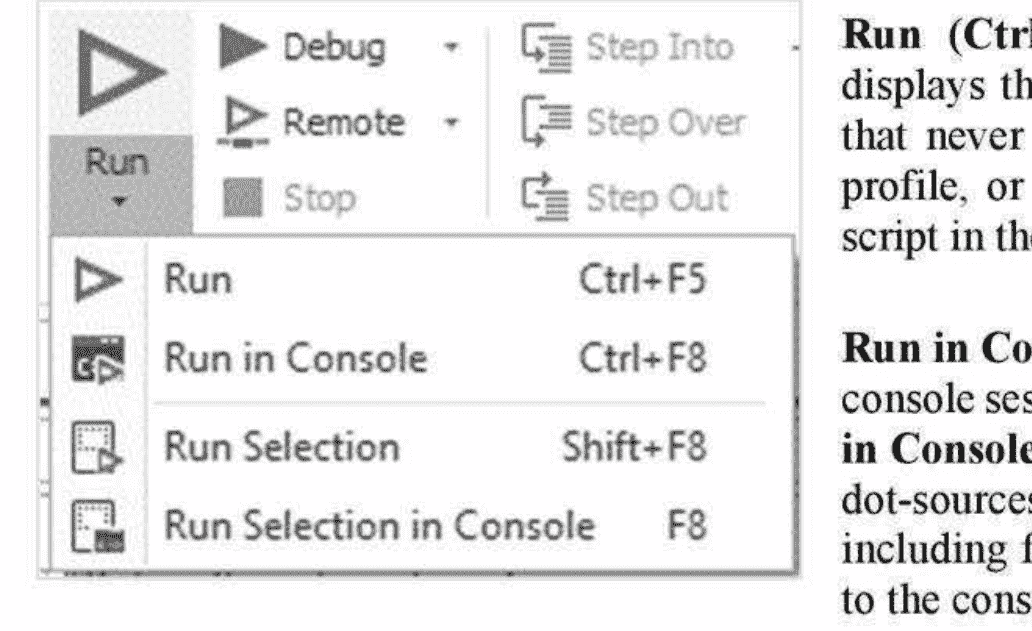 Debug
Step Into
Remote
Step Over
Run
Stop
Step Out
Run Ctrl+F5
Run in Console Ctrl+F8
Run Selection Shift+F8
Run Selection in Console F8
Run (Ctrl
displays th
that never
profile, or
script in the
Run in Co
console ses
in Console
dot-sources
including f
to the cons